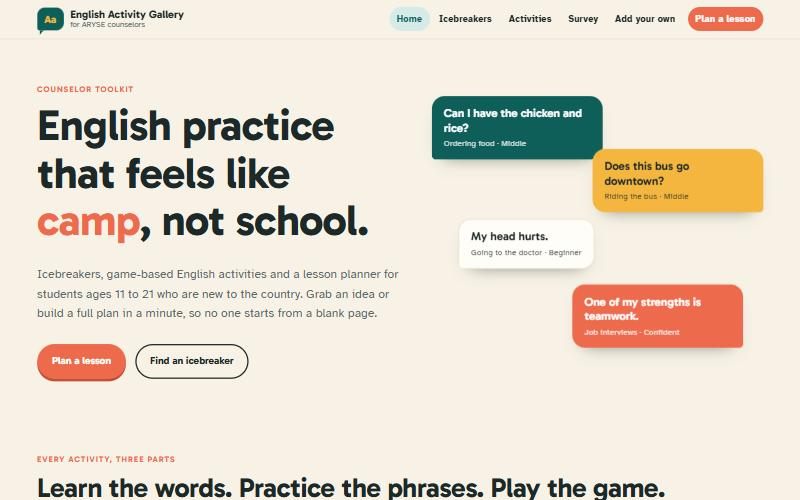 Aa
English Activity Gallery
for ARYSE counselors
Home
Icebreakers
Activities
Survey
Add your own
Plan a lesson
COUNSELOR TOOLKIT
English practice
that feels like
camp, not school.
Icebreakers, game-based English activities and a lesson planner for
students ages 11 to 21 who are new to the country. Grab an idea or
build a full plan in a minute, so no one starts from a blank page.
Plan a lesson
Find an icebreaker
Can I have the chicken and
rice?
Ordering food · Middle
Does this bus go
downtown?
Riding the bus · Middle
My head hurts.
Going to the doctor · Beginner
One of my strengths is
teamwork.
Job interviews · Confident
EVERY ACTIVITY, THREE PARTS
Learn the words. Practice the phrases. Play the game.